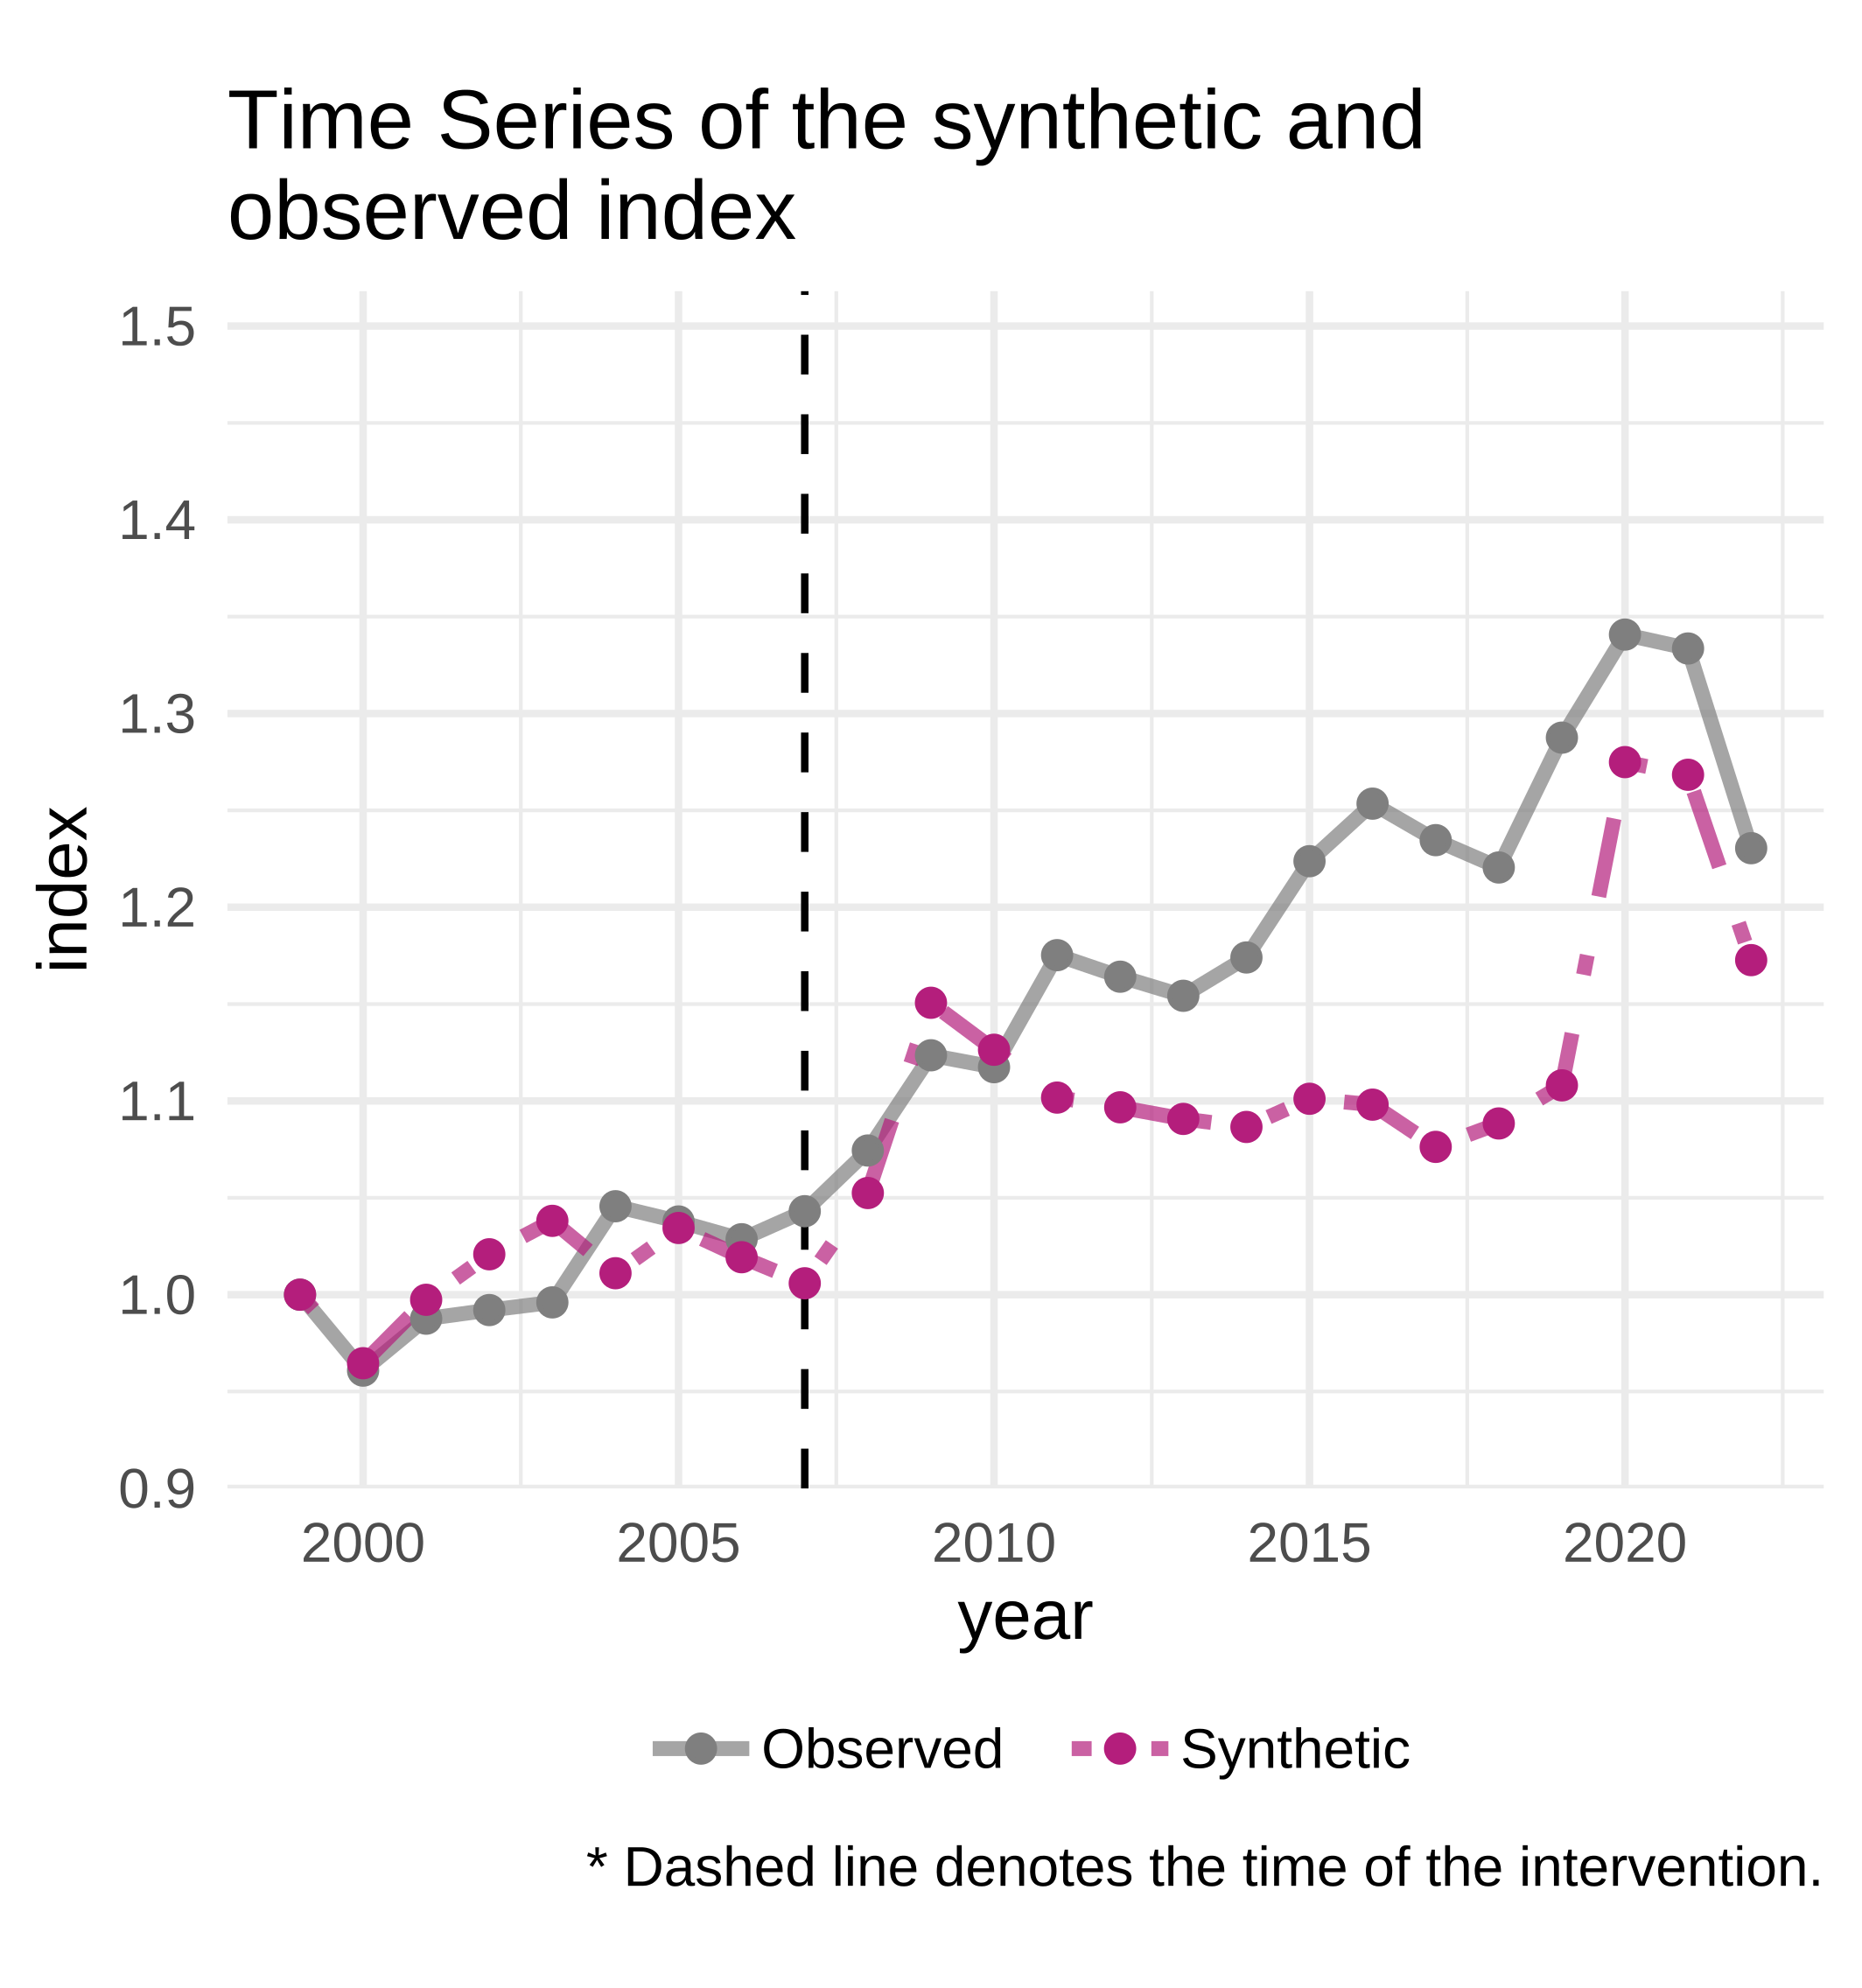 Time Series of the synthetic and
observed index
1.5
1.4
1.3
1.2
1.1
1.0
0.9
index
2000 2005 2010 2015 2020
year
Observed Synthetic
* Dashed line denotes the time of the intervention.